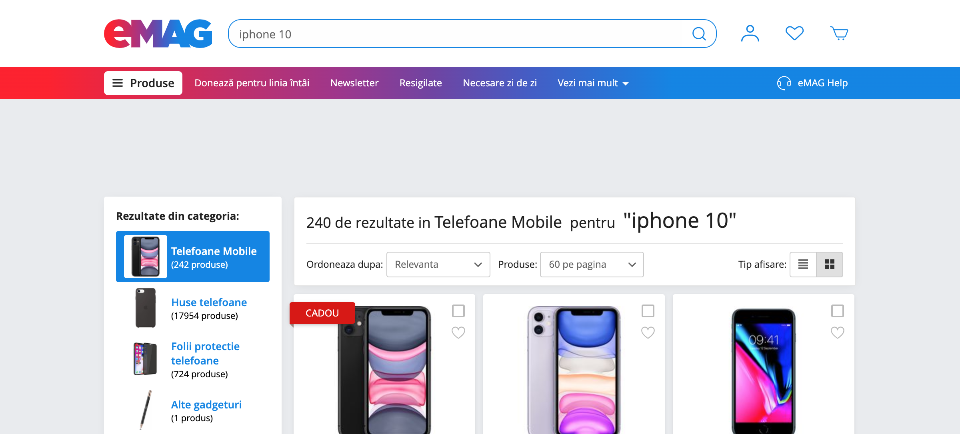 eMAG
iphone 10
Produse
Donează pentru linia întâi
Newsletter
Resigilate
Necesare zi de zi
Vezi mai mult
eMAG Help
Rezultate din categoria:
Telefoane Mobile
(242 produse)
Huse telefoane
(17954 produse)
Folii protectie
telefoane
(724 produse)
Alte gadgeturi
(1 produs)
240 de rezultate in Telefoane Mobile pentru "iphone 10"
Ordoneaza dupa: Relevanta
Produse: 60 pe pagina
Tip afisare:
CADOU
09:41